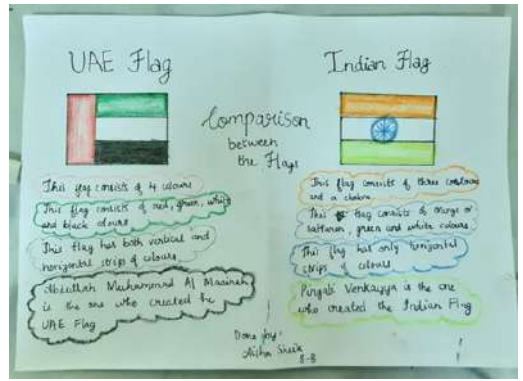 UAE Flag
Indian Flag
Comparison
between
the Flags
This flag consists of 4 colours
This flag consists of red, green, white
and black colours
This flag has both vertical and
horizontal strips of colours
Abdullah Muhammad Al Maainah
is the one who created the
UAE Flag
This flag consists of three colours
and a chakra
This flag consists of orange or
saffaron, green and white colours
This flag has only horizontal
strips of colours
Pingali Venkayya is the one
who created the Indian Flag
Done by:
Aisha Sheik
8-B